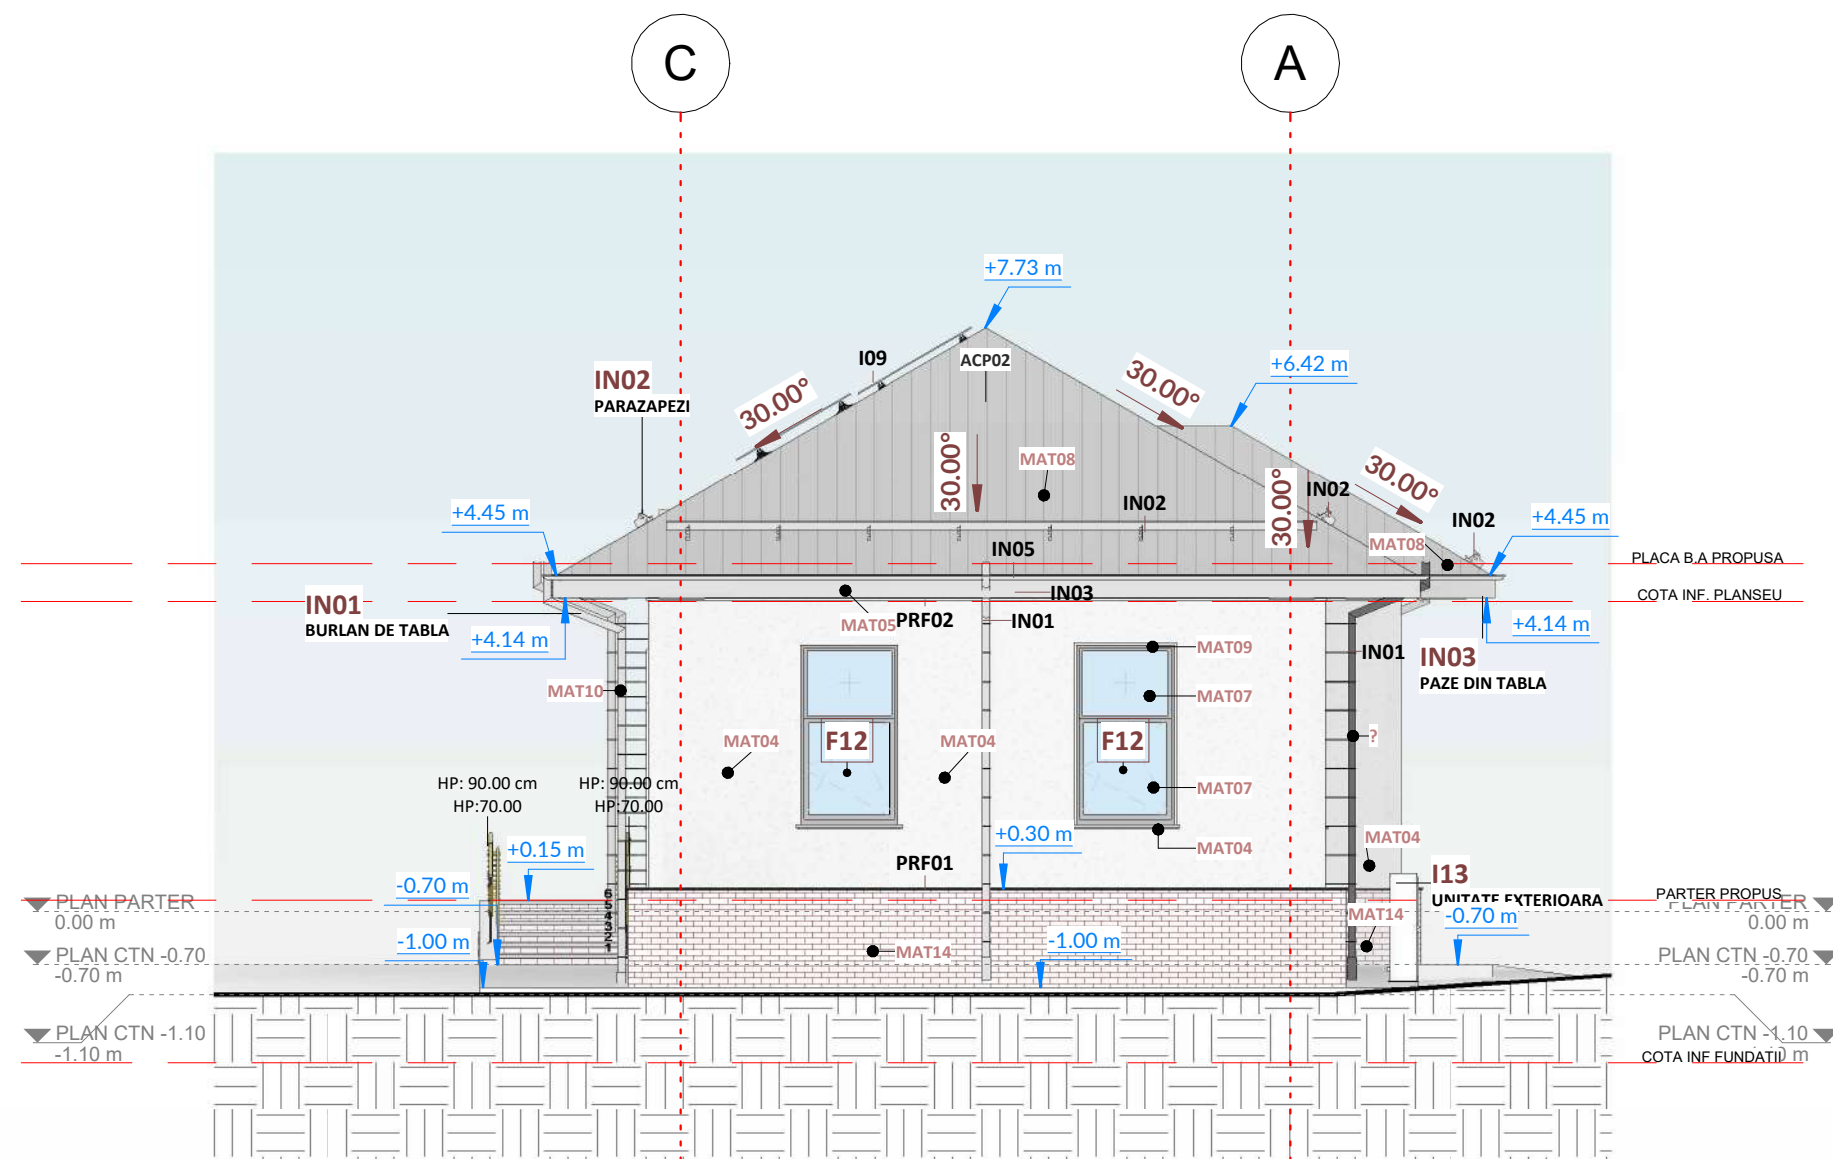 C
A
+7.73 m
I09
ACP02
30.00°
30.00°
+6.42 m
IN02
PARAZAPEZI
30.00°
MAT08
IN02
30.00°
IN02
30.00°
IN02
+4.45 m
+4.45 m
MAT08
IN05
PLACA B.A PROPUSA
IN03
COTA INF. PLANSEU
IN01
BURLAN DE TABLA
MAT05
PRF02
IN01
+4.14 m
+4.14 m
MAT09
IN01
IN03
PAZE DIN TABLA
MAT10
MAT07
MAT04
F12
MAT04
F12
?
HP: 90.00 cm
HP:70.00
HP: 90.00 cm
HP:70.00
MAT07
+0.30 m
MAT04
MAT04
+0.15 m
PRF01
I13
UNITATE EXTERIOARA
-0.70 m
PLAN PARTER
0.00 m
PARTER PROPUS
PLAN PARTER
0.00 m
MAT14
-0.70 m
-1.00 m
-1.00 m
MAT14
PLAN CTN -0.70
-0.70 m
PLAN CTN -0.70
-0.70 m
PLAN CTN -1.10
-1.10 m
PLAN CTN -1.10
COTA INF FUNDATII